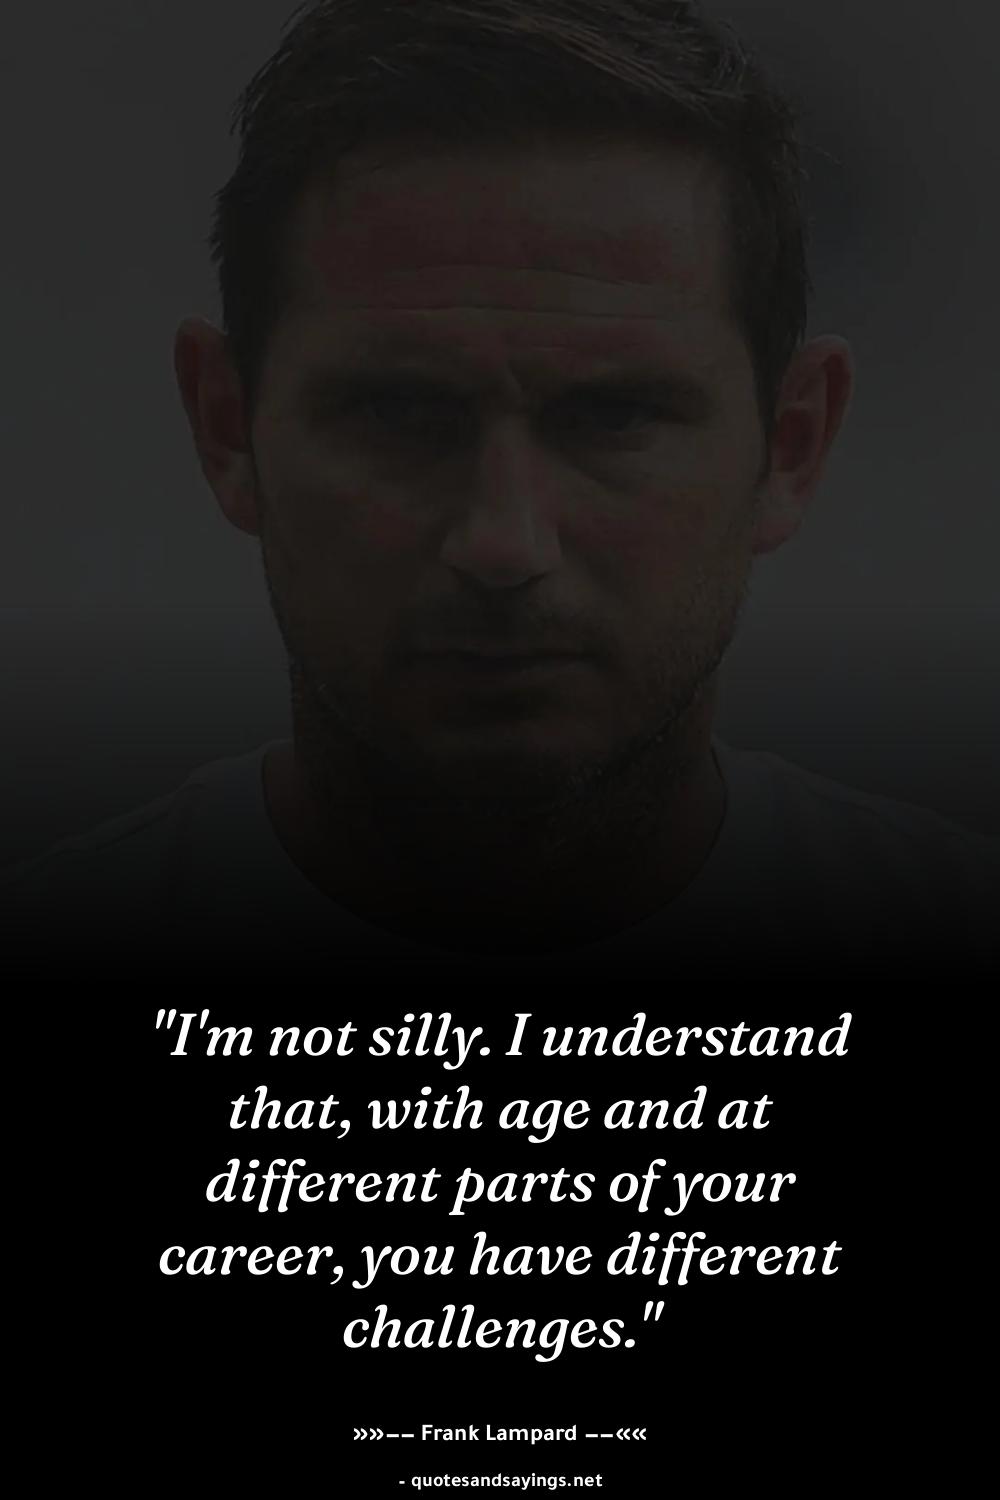 "I'm not silly. I understand
that, with age and at
different parts of your
career, you have different
challenges."
»»−− Frank Lampard −−««
- quotesandsayings.net